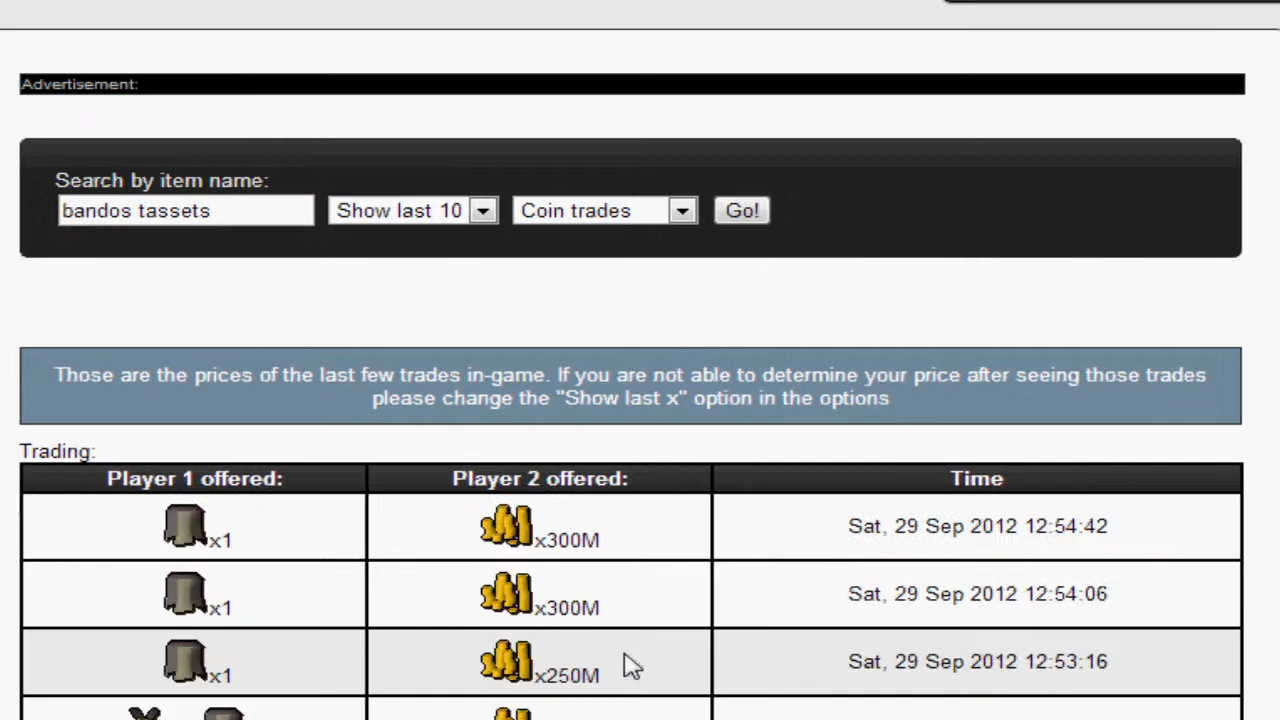 Advertisement:
Search by item name:
bandos tassets Show last 10 Coin trades Go!
Those are the prices of the last few trades in-game. If you are not able to determine your price after seeing those trades
please change the "Show last x" option in the options
Trading:
Player 1 offered: Player 2 offered: Time
x1 x300M Sat, 29 Sep 2012 12:54:42
x1 x300M Sat, 29 Sep 2012 12:54:06
x1 x250M Sat, 29 Sep 2012 12:53:16